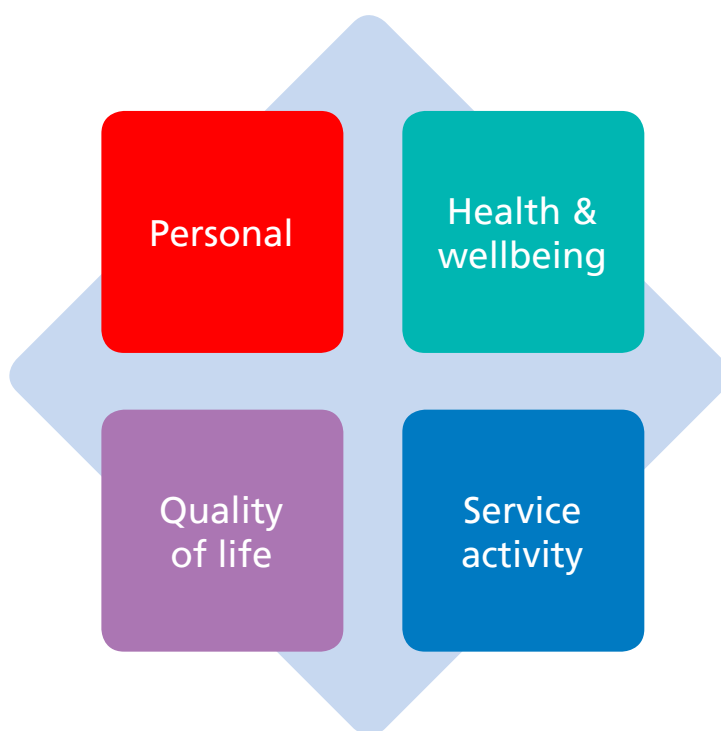 Personal
Health &
wellbeing
Quality
of life
Service
activity